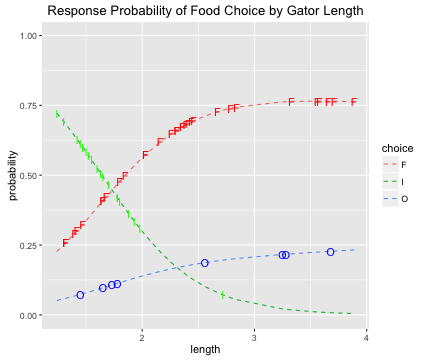 Response Probability of Food Choice by Gator Length
1.00
0.75
0.50
0.25
0.00
probability
2
3
4
length
choice
F
I
O